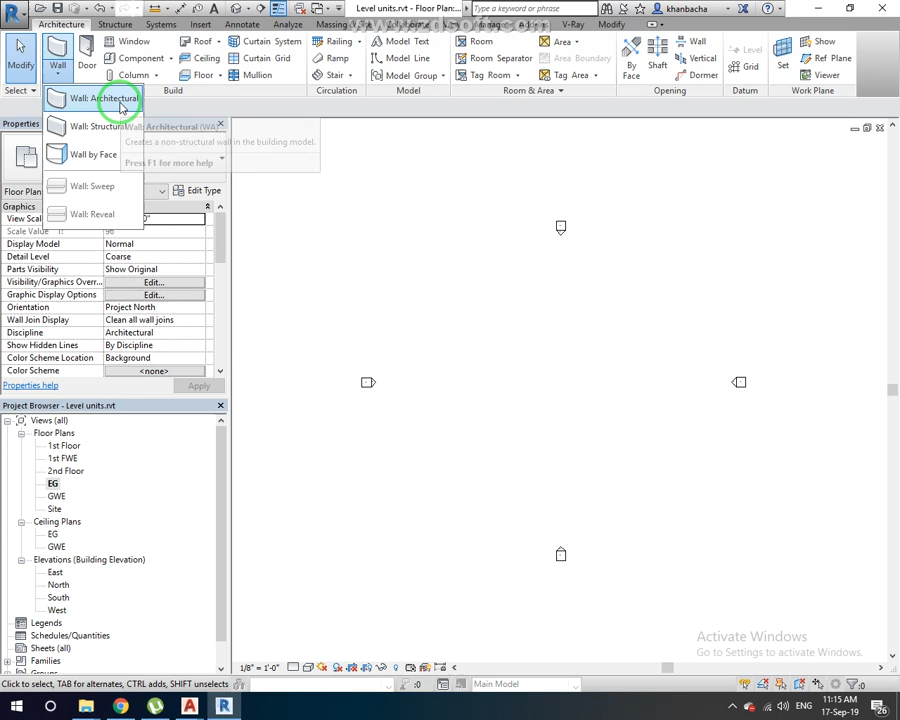 Level units.rvt - Floor Plan:
Type a keyword or phrase
khanbacha
www.zdsoft.com
Architecture Structure Systems Insert Annotate Analyze Massing & Site Collaborate View Manage Add-Ins V-Ray Modify
Modify
Select
Wall
Door
Window
Component
Column
Roof
Ceiling
Floor
Curtain System
Curtain Grid
Mullion
Build
Railing
Ramp
Stair
Circulation
Model Text
Model Line
Model Group
Model
Room
Room Separator
Tag Room
Area
Area Boundary
Tag Area
Room & Area
By Face
Shaft
Wall
Vertical
Dormer
Opening
Level
Grid
Datum
Set
Show
Ref Plane
Viewer
Work Plane
Wall: Architectural
Wall: Structural
Wall by Face
Wall: Sweep
Wall: Reveal
Wall: Architectural (WA)
Creates a non-structural wall in the building model.
Press F1 for more help
Properties
Floor Plan
Edit Type
Graphics
View Scale
Scale Value 1: 96
Display Model Normal
Detail Level Coarse
Parts Visibility Show Original
Visibility/Graphics Overr... Edit...
Graphic Display Options Edit...
Orientation Project North
Wall Join Display Clean all wall joins
Discipline Architectural
Show Hidden Lines By Discipline
Color Scheme Location Background
Color Scheme <none>
Properties help
Apply
Project Browser - Level units.rvt
Views (all)
Floor Plans
1st Floor
1st FWE
2nd Floor
EG
GWE
Site
Ceiling Plans
EG
GWE
Elevations (Building Elevation)
East
North
South
West
Legends
Schedules/Quantities
Sheets (all)
Families
Groups
1/8" = 1'-0"
Activate Windows
Go to Settings to activate Windows.
Click to select, TAB for alternates, CTRL adds, SHIFT unselects
:0
Main Model
:0
11:15 AM
17-Sep-19
26